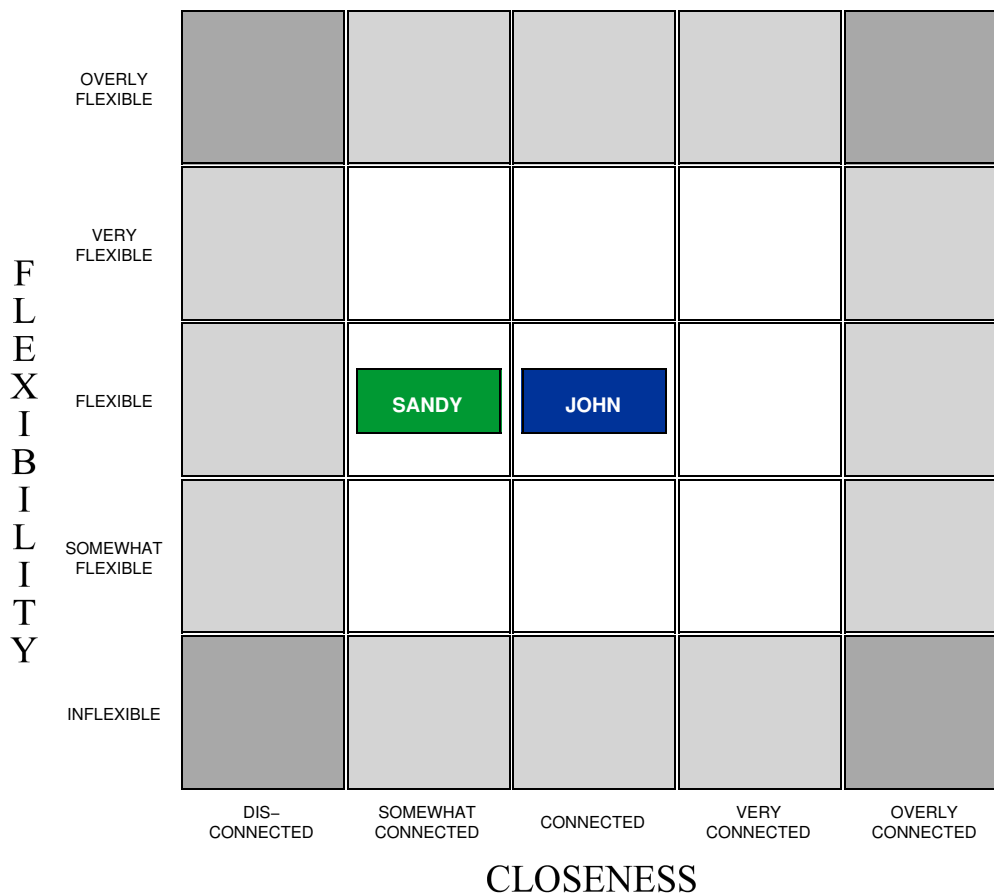 OVERLY
FLEXIBLE
VERY
FLEXIBLE
FLEXIBILITY
FLEXIBLE
SANDY
JOHN
SOMEWHAT
FLEXIBLE
INFLEXIBLE
DIS–
CONNECTED
SOMEWHAT
CONNECTED
CONNECTED
VERY
CONNECTED
OVERLY
CONNECTED
CLOSENESS